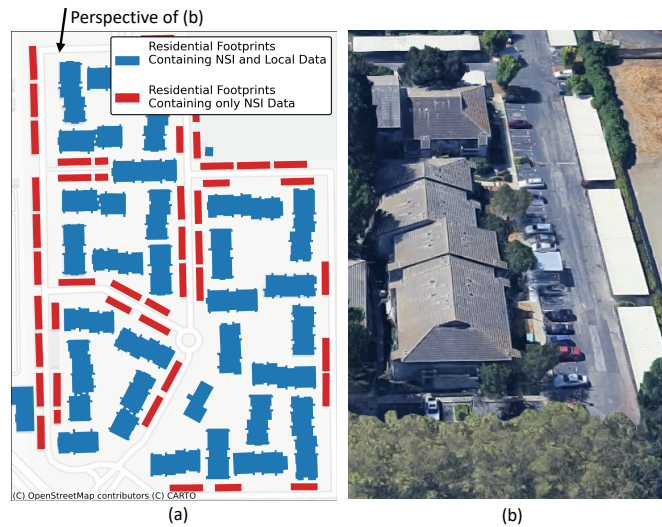 Perspective of (b)
Residential Footprints
Containing NSI and Local Data
Residential Footprints
Containing only NSI Data
(C) OpenStreetMap contributors (C) CARTO
(a)
(b)